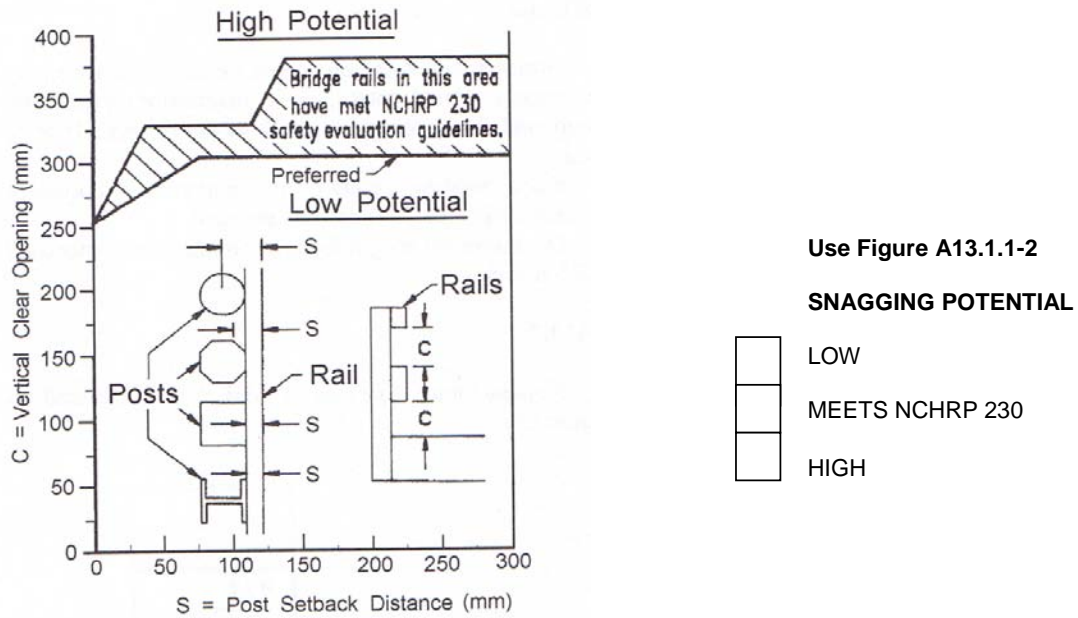 High Potential
400
350
300
250
200
150
100
50
0
C = Vertical Clear Opening (mm)
Bridge rails in this area
have met NCHRP 230
safety evaluation guidelines.
Preferred
Low Potential
S
S
Posts
Rail
S
S
Rails
C
C
0 50 100 150 200 250 300
S = Post Setback Distance (mm)
Use Figure A13.1.1-2
SNAGGING POTENTIAL
LOW
MEETS NCHRP 230
HIGH